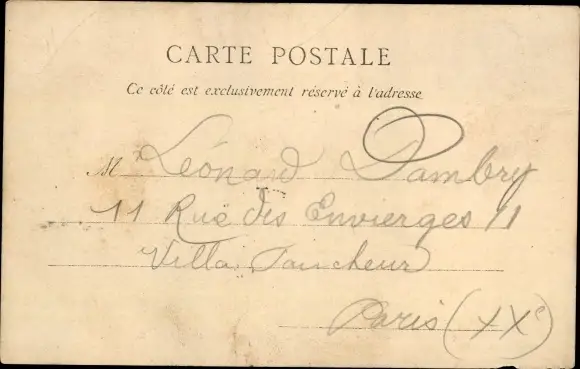 CARTE POSTALE
Ce côté est exclusivement réservé à l'adresse
M Léonard Dambry
11 Rue des Envierges 11
Villa Faucheur
Paris (XXe)